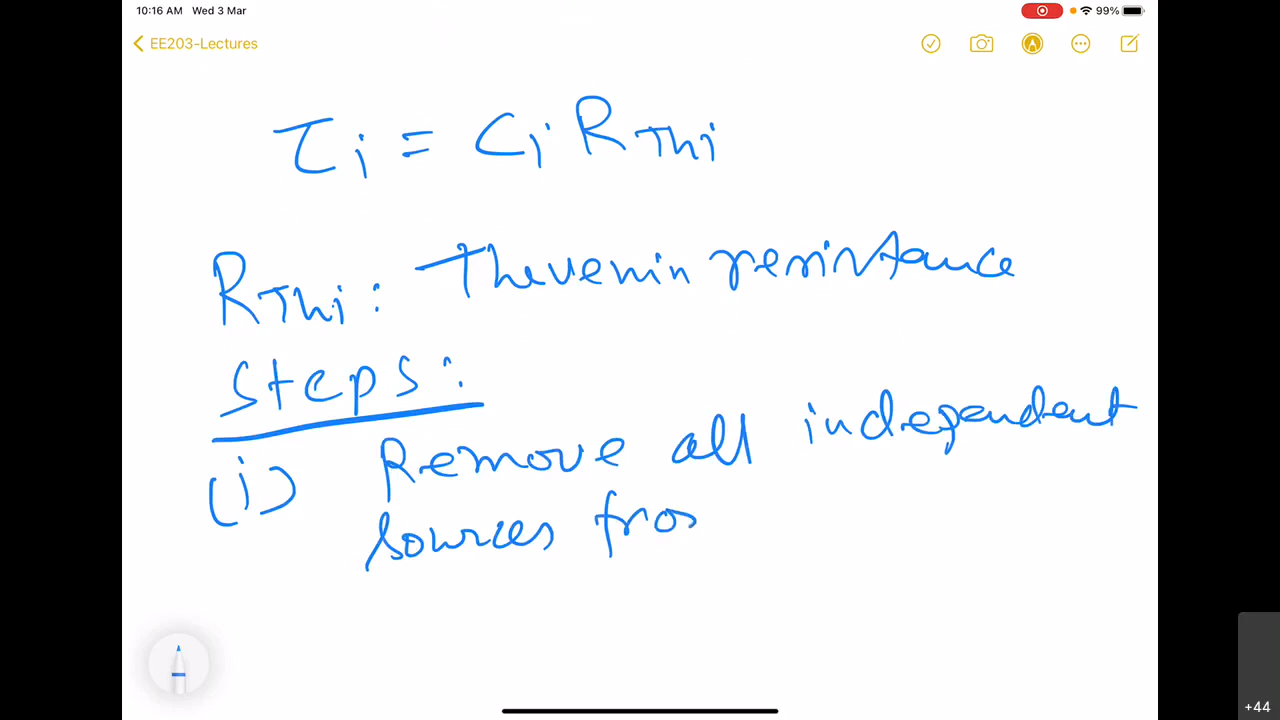 10:16 AM Wed 3 Mar
99%
EE203-Lectures
τi = Ci RThi
RThi : Thevenin resistance
Steps :
(i) Remove all independent
sources fro
+44